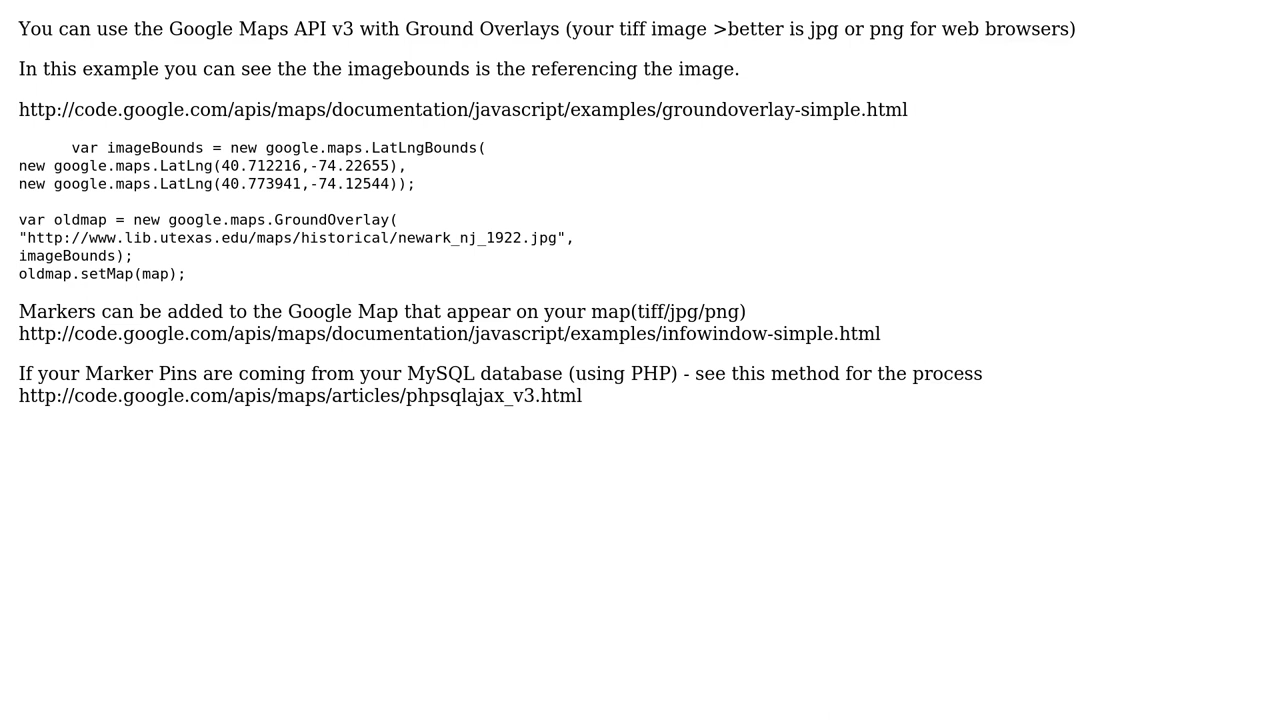 You can use the Google Maps API v3 with Ground Overlays (your tiff image >better is jpg or png for web browsers)
In this example you can see the the imagebounds is the referencing the image.
http://code.google.com/apis/maps/documentation/javascript/examples/groundoverlay-simple.html
var imageBounds = new google.maps.LatLngBounds(
new google.maps.LatLng(40.712216,-74.22655),
new google.maps.LatLng(40.773941,-74.12544));
var oldmap = new google.maps.GroundOverlay(
"http://www.lib.utexas.edu/maps/historical/newark_nj_1922.jpg",
imageBounds);
oldmap.setMap(map);
Markers can be added to the Google Map that appear on your map(tiff/jpg/png)
http://code.google.com/apis/maps/documentation/javascript/examples/infowindow-simple.html
If your Marker Pins are coming from your MySQL database (using PHP) - see this method for the process
http://code.google.com/apis/maps/articles/phpsqlajax_v3.html